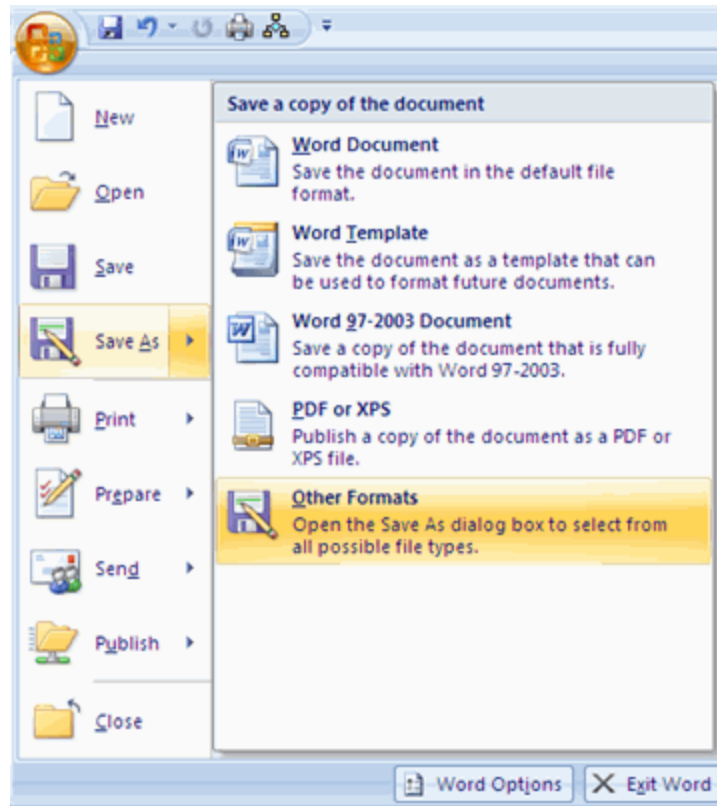 New
Open
Save
Save As
Print
Prepare
Send
Publish
Close
Save a copy of the document
Word Document
Save the document in the default file
format.
Word Template
Save the document as a template that can
be used to format future documents.
Word 97-2003 Document
Save a copy of the document that is fully
compatible with Word 97-2003.
PDF or XPS
Publish a copy of the document as a PDF or
XPS file.
Other Formats
Open the Save As dialog box to select from
all possible file types.
Word Options
Exit Word